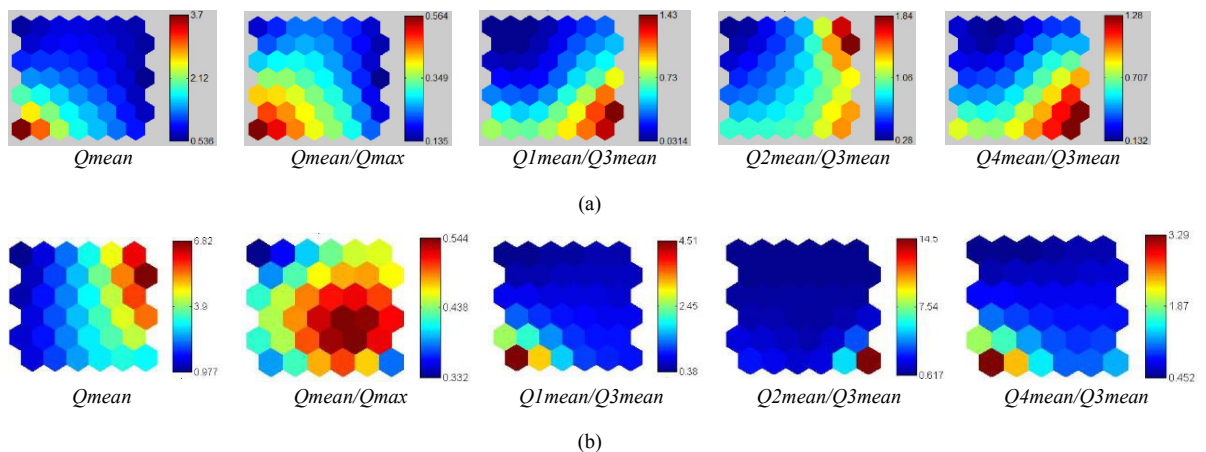 3.7
2.12
0.536
Qmean
0.564
0.349
0.135
Qmean/Qmax
1.43
0.73
0.0314
Q1mean/Q3mean
1.84
1.06
0.28
Q2mean/Q3mean
1.28
0.707
0.132
Q4mean/Q3mean
(a)
6.82
3.9
0.977
Qmean
0.544
0.438
0.332
Qmean/Qmax
4.51
2.45
0.38
Q1mean/Q3mean
14.5
7.54
0.617
Q2mean/Q3mean
3.29
1.87
0.452
Q4mean/Q3mean
(b)